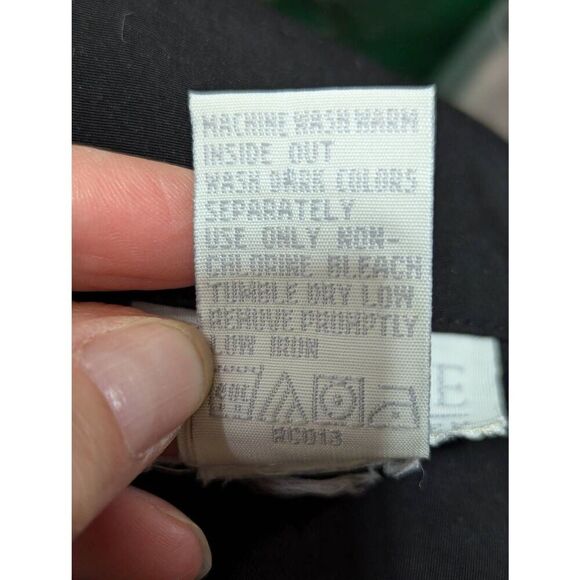 MACHINE WASH WARM
INSIDE OUT
WASH DARK COLORS
SEPARATELY
USE ONLY NON-
CHLORINE BLEACH
TUMBLE DRY LOW
REMOVE PROMPTLY
LOW IRON
RC013
E